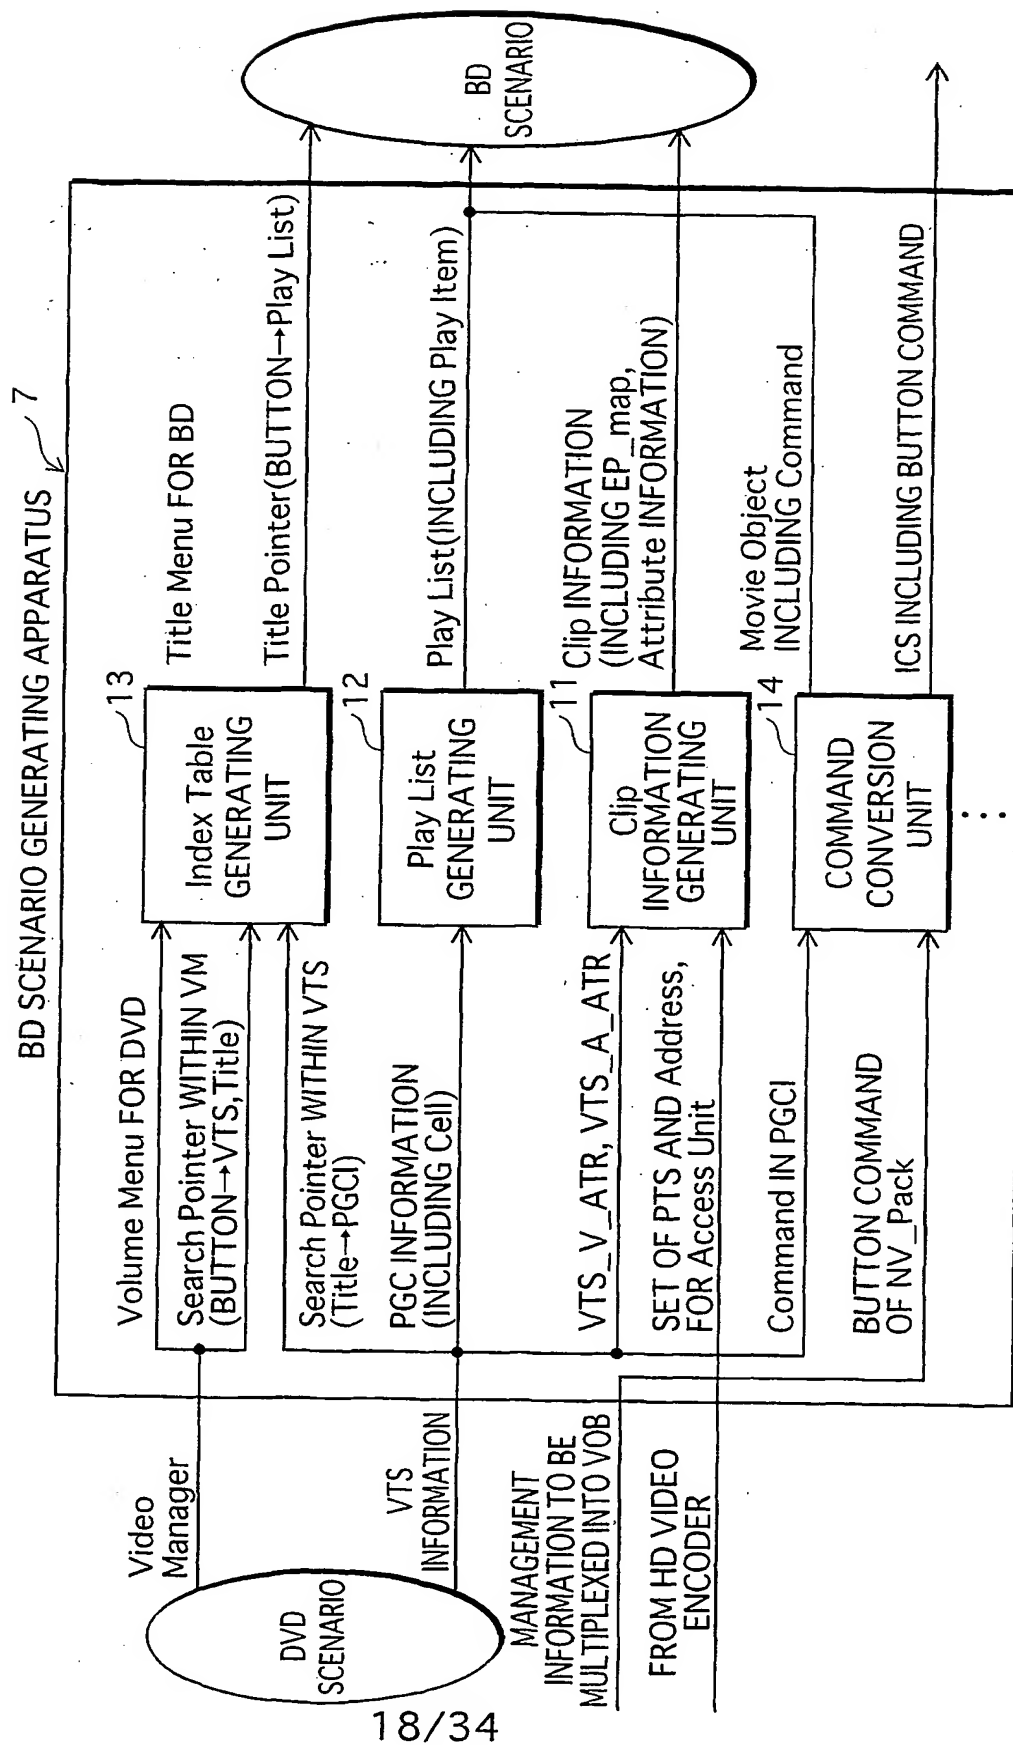 BD SCENARIO GENERATING APPARATUS
7
DVD
SCENARIO
Video
Manager
VTS
INFORMATION
MANAGEMENT
INFORMATION TO BE
MULTIPLEXED INTO VOB
FROM HD VIDEO
ENCODER
Volume Menu FOR DVD
Search Pointer WITHIN VM
(BUTTON→VTS,Title)
Search Pointer WITHIN VTS
(Title→PGCI)
PGC INFORMATION
(INCLUDING Cell)
VTS_V_ATR, VTS_A_ATR
SET OF PTS AND Address,
FOR Access Unit
Command IN PGCI
BUTTON COMMAND
OF NV_Pack
13
Index Table
GENERATING
UNIT
12
Play List
GENERATING
UNIT
11
Clip
INFORMATION
GENERATING
UNIT
14
COMMAND
CONVERSION
UNIT
Title Menu FOR BD
Title Pointer(BUTTON→Play List)
Play List(INCLUDING Play Item)
Clip INFORMATION
(INCLUDING EP_map,
Attribute INFORMATION)
Movie Object
INCLUDING Command
ICS INCLUDING BUTTON COMMAND
BD
SCENARIO
18/34